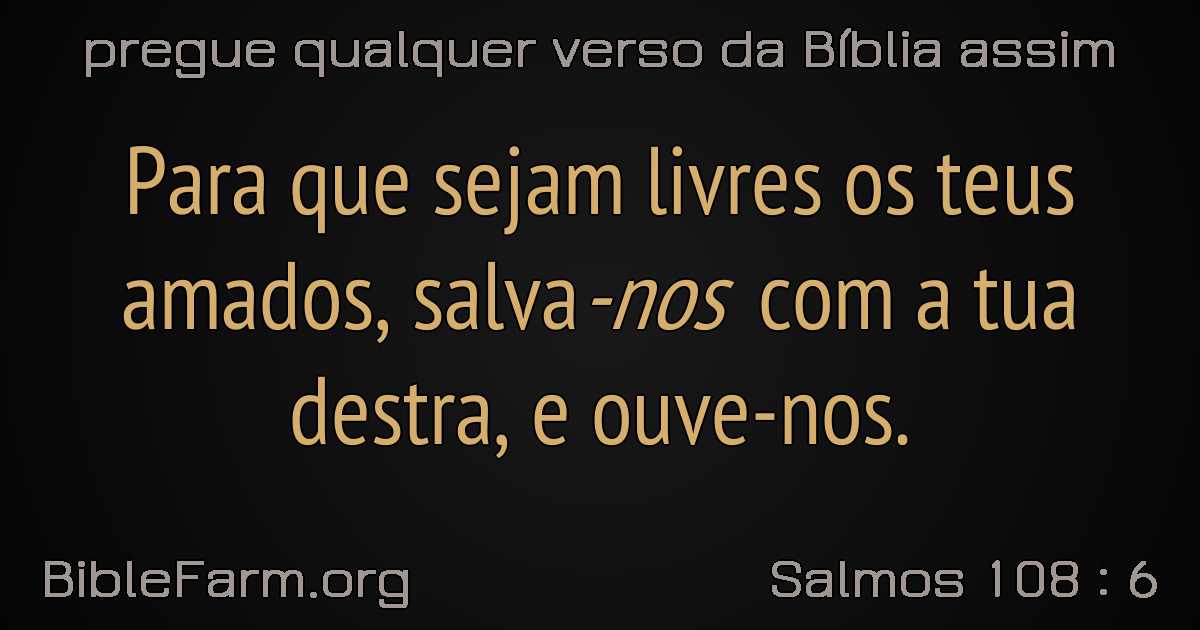 pregue qualquer verso da Bíblia assim
Para que sejam livres os teus
amados, salva-nos com a tua
destra, e ouve-nos.
BibleFarm.org
Salmos 108 : 6